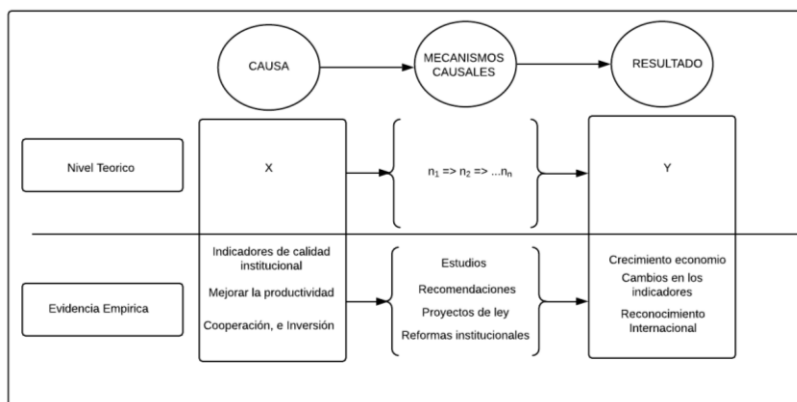 CAUSA
MECANISMOS
CAUSALES
RESULTADO
Nivel Teorico
X
n₁ => n₂ => ...nₙ
Y
Evidencia Empirica
Indicadores de calidad
institucional
Mejorar la productividad
Cooperación, e Inversión
Estudios
Recomendaciones
Proyectos de ley
Reformas institucionales
Crecimiento economio
Cambios en los
indicadores
Reconocimiento
Internacional